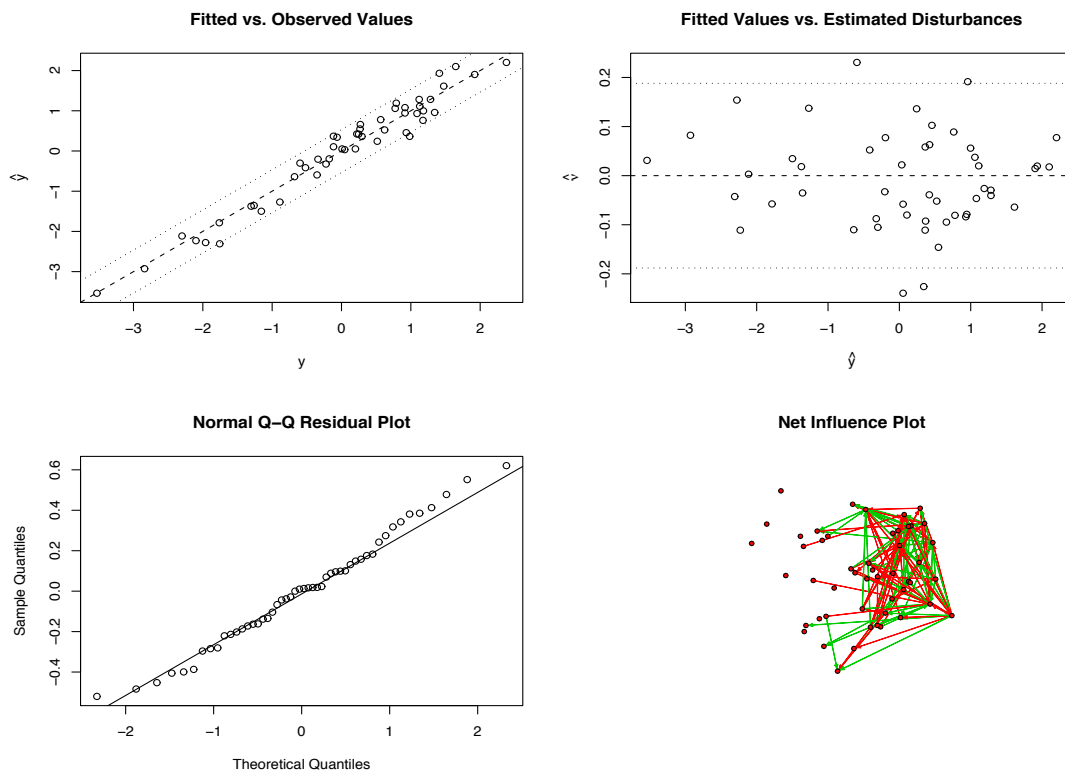 Fitted vs. Observed Values
2
1
0
−1
−2
−3
ŷ
−3 −2 −1 0 1 2
y
Fitted Values vs. Estimated Disturbances
0.2
0.1
0.0
−0.1
−0.2
ν̂
−3 −2 −1 0 1 2
ŷ
Normal Q−Q Residual Plot
0.6
0.4
0.2
0.0
−0.2
−0.4
Sample Quantiles
−2 −1 0 1 2
Theoretical Quantiles
Net Influence Plot